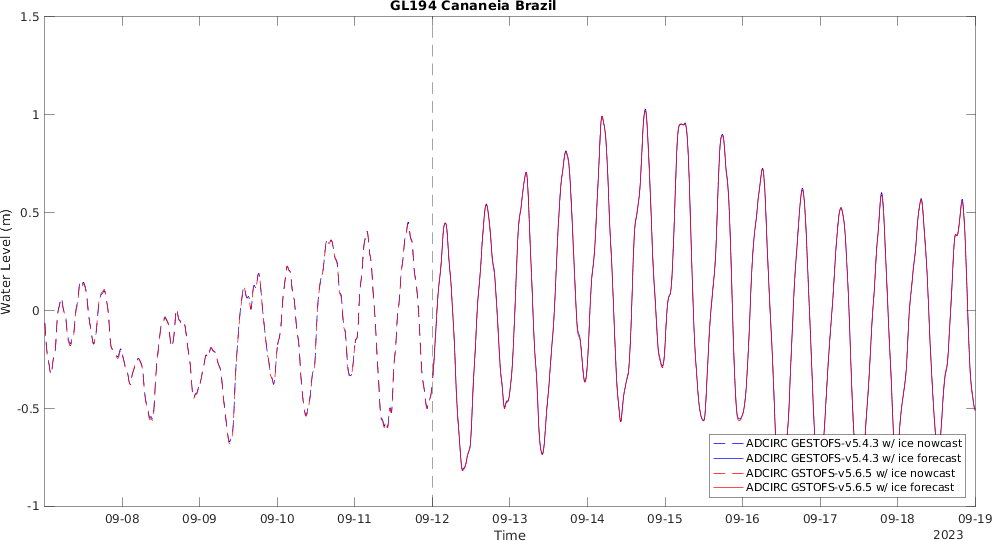 GL194 Cananeia Brazil
1.5
1
0.5
0
-0.5
-1
Water Level (m)
ADCIRC GESTOFS-v5.4.3 w/ ice nowcast
ADCIRC GESTOFS-v5.4.3 w/ ice forecast
ADCIRC GSTOFS-v5.6.5 w/ ice nowcast
ADCIRC GSTOFS-v5.6.5 w/ ice forecast
09-08 09-09 09-10 09-11 09-12 09-13 09-14 09-15 09-16 09-17 09-18 09-19
Time
2023